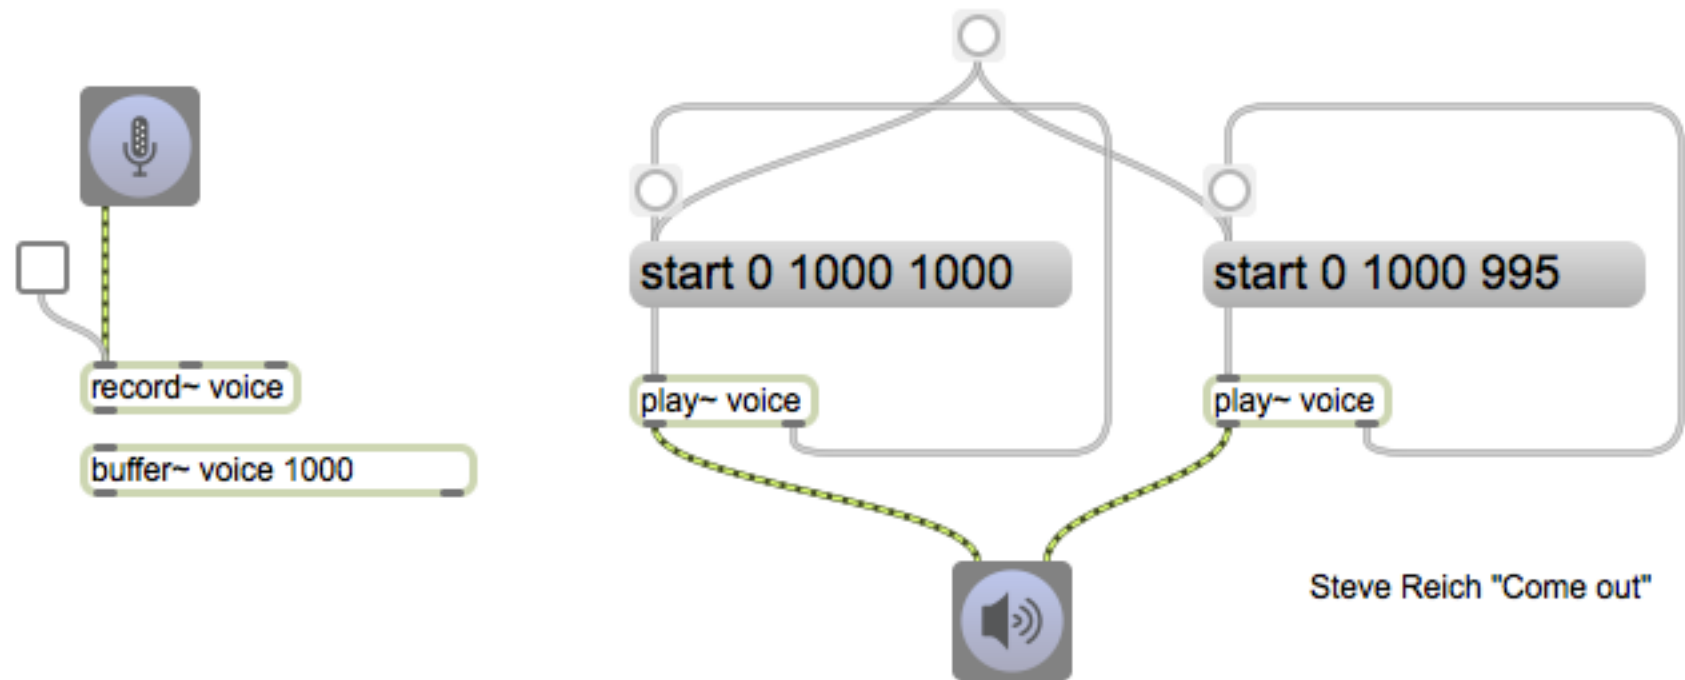 record~ voice
buffer~ voice 1000
start 0 1000 1000
start 0 1000 995
play~ voice
play~ voice
Steve Reich "Come out"